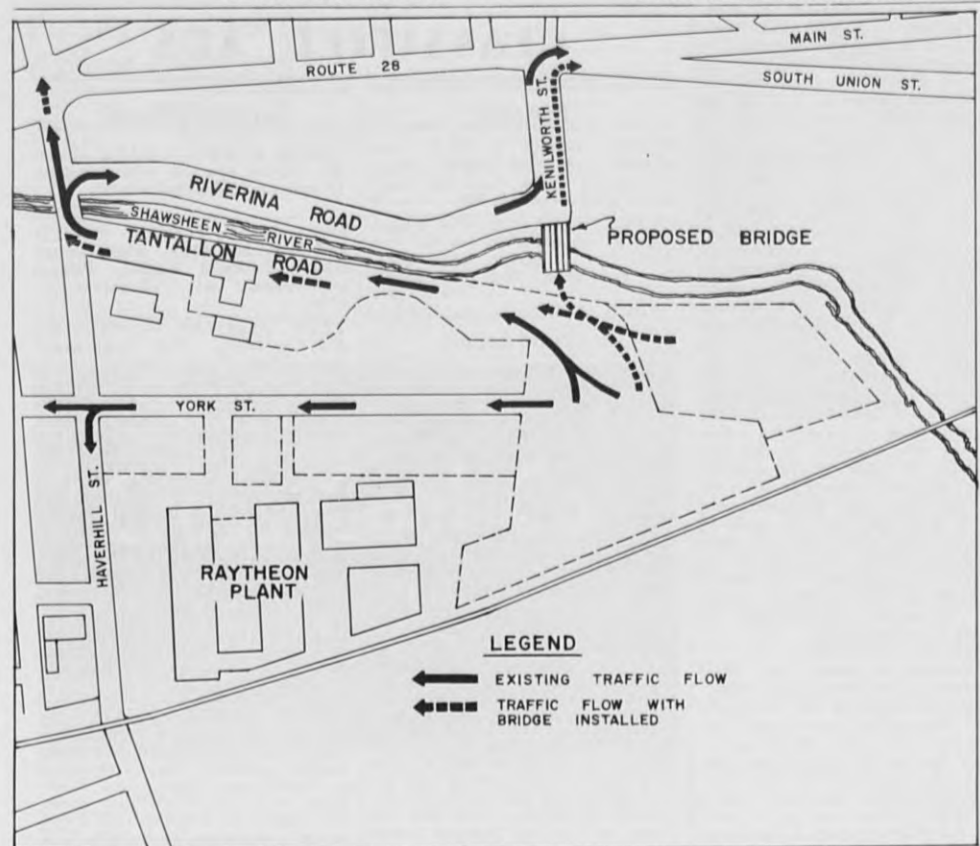 MAIN ST.
ROUTE 28
SOUTH UNION ST.
KENILWORTH ST.
RIVERINA ROAD
SHAWSHEEN RIVER
PROPOSED BRIDGE
TANTALLON ROAD
YORK ST.
HAVERHILL ST.
RAYTHEON
PLANT
LEGEND
EXISTING TRAFFIC FLOW
TRAFFIC FLOW WITH
BRIDGE INSTALLED